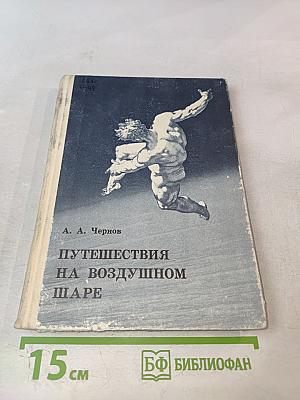 А. А. Чернов
ПУТЕШЕСТВИЯ
НА ВОЗДУШНОМ
ШАРЕ
15 см
БФ БИБЛИОФАН